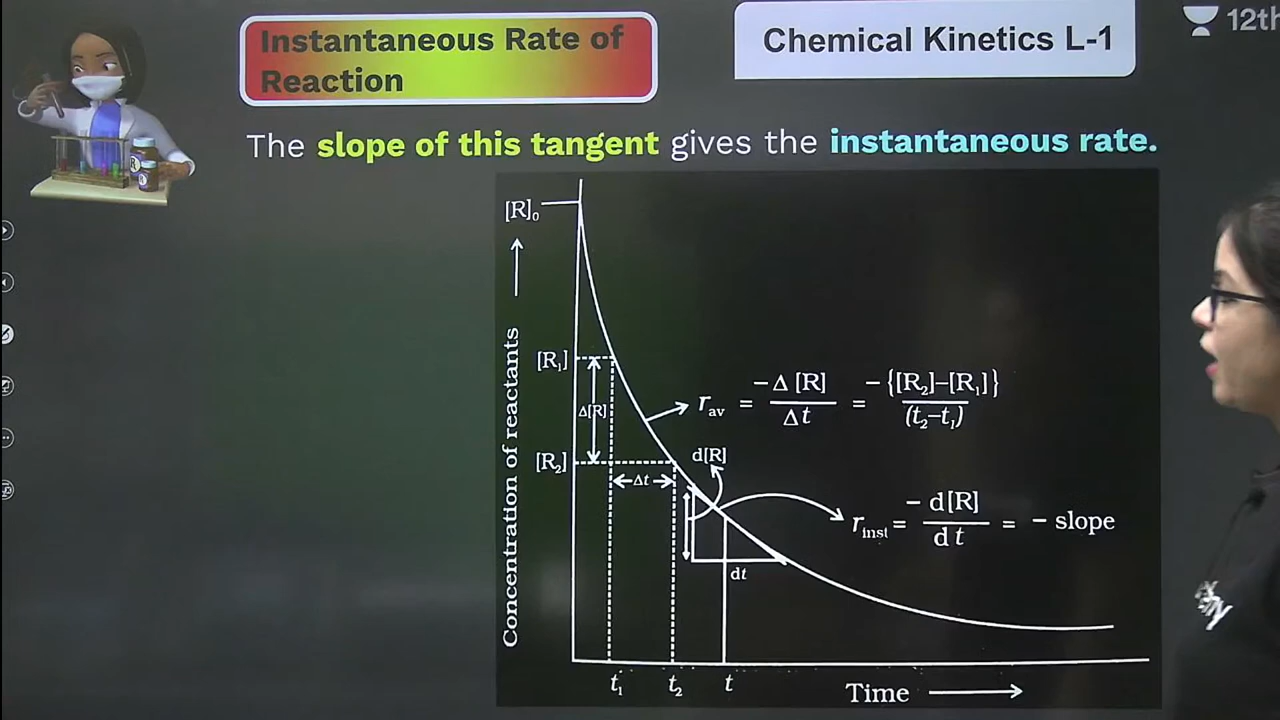 Instantaneous Rate of
Reaction
Chemical Kinetics L-1
12th
The slope of this tangent gives the instantaneous rate.
[R]₀
Concentration of reactants
[R₁]
Δ[R]
[R₂]
Δt
r_av = -Δ[R]/Δt = -{[R₂]–[R₁]}/(t₂–t₁)
d[R]
r_inst = -d[R]/dt = - slope
dt
t₁ t₂ t
Time